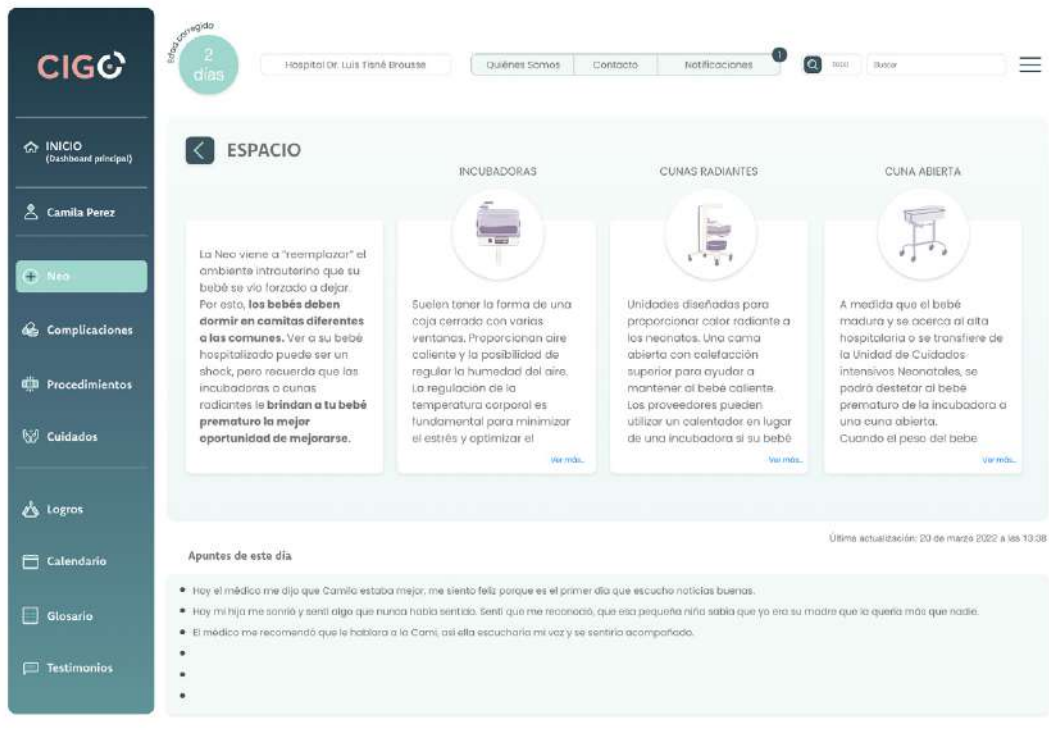 CIGO
Edad corregida
2
días
Hospital Dr. Luis Tisné Brousse
Quiénes Somos
Contacto
Notificaciones
1
Buscar
INICIO
(Dashboard principal)
Camila Perez
Neo
Complicaciones
Procedimientos
Cuidados
Logros
Calendario
Glosario
Testimonios
ESPACIO
La Neo viene a "reemplazar" el
ambiente intrauterino que su
bebé se vio forzado a dejar.
Por esto, los bebés deben
dormir en camitas diferentes
a las comunes. Ver a su bebé
hospitalizado puede ser un
shock, pero recuerda que las
incubadoras o cunas
radiantes le brindan a tu bebé
prematuro la mejor
oportunidad de mejorarse.
INCUBADORAS
Suelen tener la forma de una
caja cerrada con varias
ventanas. Proporcionan aire
caliente y la posibilidad de
regular la humedad del aire.
La regulación de la
temperatura corporal es
fundamental para minimizar
el estrés y optimizar el
Ver más..
CUNAS RADIANTES
Unidades diseñadas para
proporcionar calor radiante a
los neonatos. Una cama
abierta con calefacción
superior para ayudar a
mantener al bebé caliente.
Los proveedores pueden
utilizar un calentador en lugar
de una incubadora si su bebé
Ver más..
CUNA ABIERTA
A medida que el bebé
madura y se acerca al alta
hospitalaria o se transfiere de
la Unidad de Cuidados
intensivos Neonatales, se
podrá destetar al bebé
prematuro de la incubadora a
una cuna abierta.
Cuando el peso del bebe
Ver más..
Última actualización: 20 de marzo 2022 a las 13:38
Apuntes de este día
• Hoy el médico me dijo que Camila estaba mejor, me siento feliz porque es el primer día que escucho noticias buenas.
• Hoy mi hija me sonrió y sentí algo que nunca había sentido. Sentí que me reconoció, que esa pequeña niña sabía que yo era su madre que la quería más que nadie.
• El médico me recomendó que le hablara a la Cami, así ella escucharía mi voz y se sentiría acompañada.